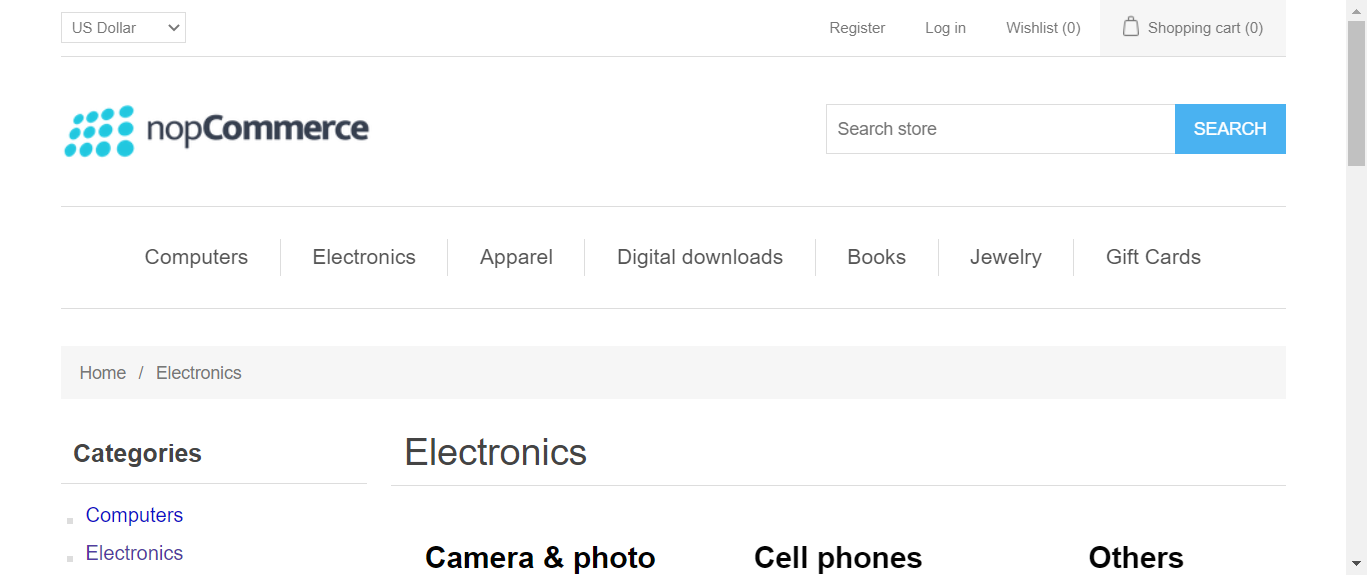 US Dollar Register Log in Wishlist (0) Shopping cart (0)
nopCommerce Search store SEARCH
Computers Electronics Apparel Digital downloads Books Jewelry Gift Cards
Home / Electronics
Categories
Electronics
Computers
Electronics
Camera & photo Cell phones Others